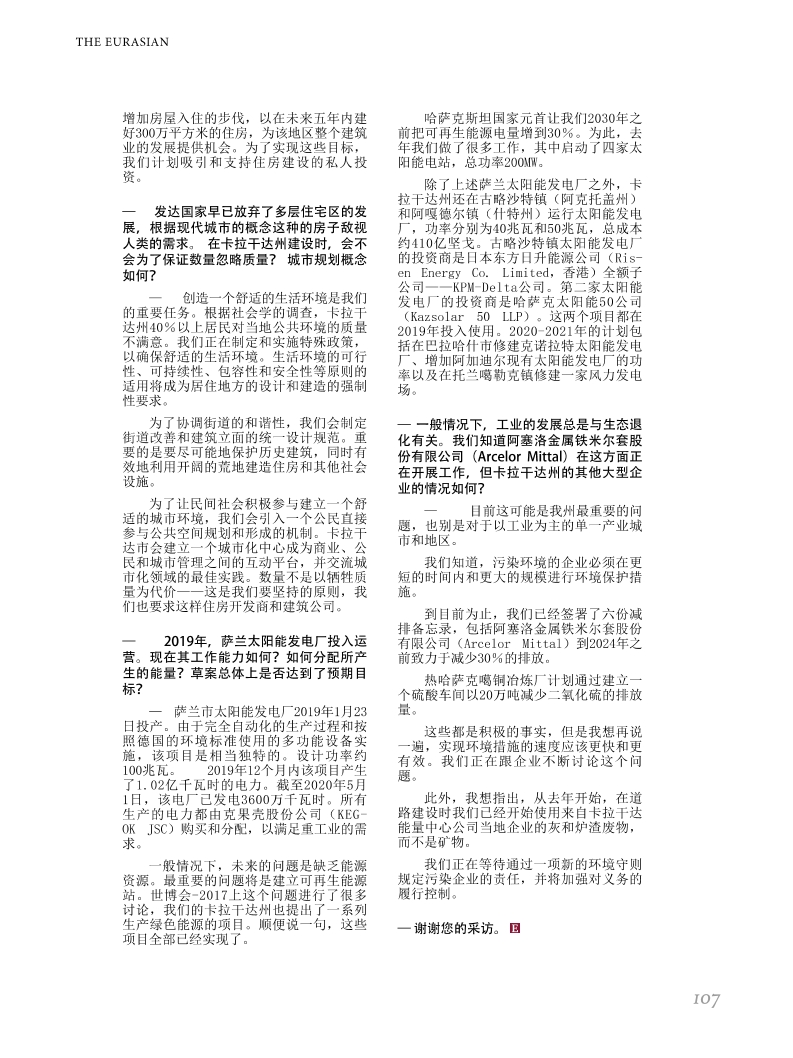 THE EURASIAN
增加房屋入住的步伐，以在未来五年内建
好300万平方米的住房，为该地区整个建筑
业的发展提供机会。为了实现这些目标，
我们计划吸引和支持住房建设的私人投
资。
— 发达国家早已放弃了多层住宅区的发
展，根据现代城市的概念这种的房子敌视
人类的需求。 在卡拉干达州建设时，会不
会为了保证数量忽略质量？ 城市规划概念
如何？
— 创造一个舒适的生活环境是我们
的重要任务。根据社会学的调查，卡拉干
达州40%以上居民对当地公共环境的质量
不满意。我们正在制定和实施特殊政策，
以确保舒适的生活环境。生活环境的可行
性、可持续性、包容性和安全性等原则的
适用将成为居住地方的设计和建造的强制
性要求。
为了协调街道的和谐性，我们会制定
街道改善和建筑立面的统一设计规范。重
要的是要尽可能地保护历史建筑，同时有
效地利用开阔的荒地建造住房和其他社会
设施。
为了让民间社会积极参与建立一个舒
适的城市环境，我们会引入一个公民直接
参与公共空间规划和形成的机制。卡拉干
达市会建立一个城市化中心成为商业、公
民和城市管理之间的互动平台，并交流城
市化领域的最佳实践。数量不是以牺牲质
量为代价——这是我们要坚持的原则，我
们也要求这样住房开发商和建筑公司。
— 2019年，萨兰太阳能发电厂投入运
营。现在其工作能力如何？如何分配所产
生的能量？草案总体上是否达到了预期目
标？
— 萨兰市太阳能发电厂2019年1月23
日投产。由于完全自动化的生产过程和按
照德国的环境标准使用的多功能设备实
施，该项目是相当独特的。设计功率约
100兆瓦。 2019年12个月内该项目产生
了1.02亿千瓦时的电力。截至2020年5月
1日，该电厂已发电3600万千瓦时。所有
生产的电力都由克果壳股份公司（KEG-
OK JSC）购买和分配，以满足重工业的需
求。
一般情况下，未来的问题是缺乏能源
资源。最重要的问题将是建立可再生能源
站。世博会-2017上这个问题进行了很多
讨论，我们的卡拉干达州也提出了一系列
生产绿色能源的项目。顺便说一句，这些
项目全部已经实现了。
哈萨克斯坦国家元首让我们2030年之
前把可再生能源电量增到30%。为此，去
年我们做了很多工作，其中启动了四家太
阳能电站，总功率200MW。
除了上述萨兰太阳能发电厂之外，卡
拉干达州还在古略沙特镇（阿克托盖州）
和阿嘎德尔镇（什特州）运行太阳能发电
厂，功率分别为40兆瓦和50兆瓦，总成本
约410亿坚戈。古略沙特镇太阳能发电厂
的投资商是日本东方日升能源公司（Ris-
en Energy Co. Limited，香港）全额子
公司——KPM-Delta公司。第二家太阳能
发电厂的投资商是哈萨克太阳能50公司
（Kazsolar 50 LLP）。这两个项目都在
2019年投入使用。2020-2021年的计划包
括在巴拉哈什市修建克诺拉特太阳能发电
厂、增加阿加迪尔现有太阳能发电厂的功
率以及在托兰噶勒克镇修建一家风力发电
场。
— 一般情况下，工业的发展总是与生态退
化有关。我们知道阿塞洛金属铁米尔套股
份有限公司（Arcelor Mittal）在这方面正
在开展工作，但卡拉干达州的其他大型企
业的情况如何？
— 目前这可能是我州最重要的问
题，也别是对于以工业为主的单一产业城
市和地区。
我们知道，污染环境的企业必须在更
短的时间内和更大的规模进行环境保护措
施。
到目前为止，我们已经签署了六份减
排备忘录，包括阿塞洛金属铁米尔套股份
有限公司（Arcelor Mittal）到2024年之
前致力于减少30%的排放。
热哈萨克噶铜冶炼厂计划通过建立一
个硫酸车间以20万吨减少二氧化硫的排放
量。
这些都是积极的事实，但是我想再说
一遍，实现环境措施的速度应该更快和更
有效。我们正在跟企业不断讨论这个问
题。
此外，我想指出，从去年开始，在道
路建设时我们已经开始使用来自卡拉干达
能量中心公司当地企业的灰和炉渣废物，
而不是矿物。
我们正在等待通过一项新的环境守则
规定污染企业的责任，并将加强对义务的
履行控制。
— 谢谢您的采访。 E
107